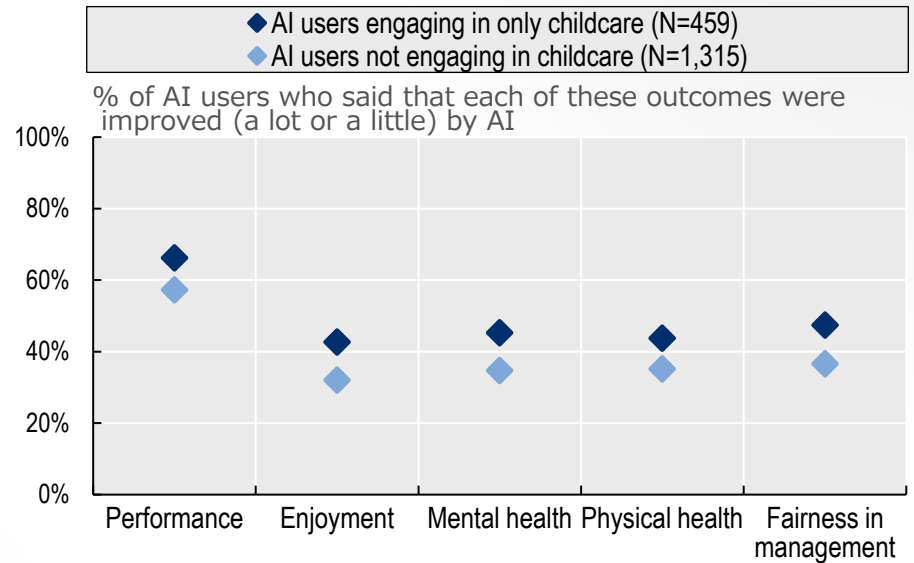 AI users engaging in only childcare (N=459)
AI users not engaging in childcare (N=1,315)
% of AI users who said that each of these outcomes were
improved (a lot or a little) by AI
100%
80%
60%
40%
20%
0%
Performance Enjoyment Mental health Physical health Fairness in
management